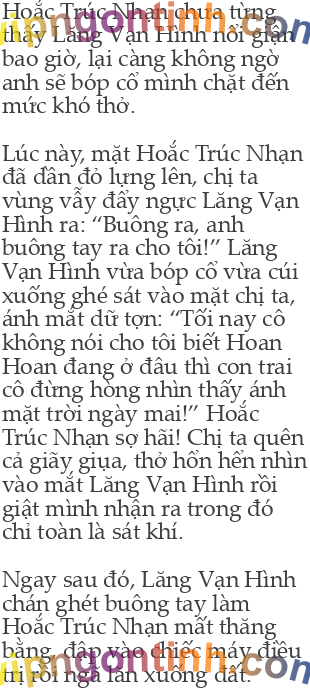 Hoắc Trúc Nhạn chưa từng
thấy Lăng Vạn Hình nổi giận
bao giờ, lại càng không ngờ
anh sẽ bóp cổ mình chặt đến
mức khó thở.
Lúc này, mặt Hoắc Trúc Nhạn
đã dần đỏ lựng lên, chị ta
vùng vẫy đẩy ngực Lăng Vạn
Hình ra: “Buông ra, anh
buông tay ra cho tôi!” Lăng
Vạn Hình vừa bóp cổ vừa cúi
xuống ghé sát vào mặt chị ta,
ánh mắt dữ tợn: “Tối nay cô
không nói cho tôi biết Hoan
Hoan đang ở đâu thì con trai
cô đừng hòng nhìn thấy ánh
mặt trời ngày mai!” Hoắc
Trúc Nhạn sợ hãi! Chị ta quên
cả giãy giụa, thở hổn hển nhìn
vào mắt Lăng Vạn Hình rồi
giật mình nhận ra trong đó
chỉ toàn là sát khí.
Ngay sau đó, Lăng Vạn Hình
chán ghét buông tay làm
Hoắc Trúc Nhạn mất thăng
bằng, đập vào chiếc máy điều
trị rồi ngã lăn xuống đất.
vipngontinh.com
vipngontinh.com